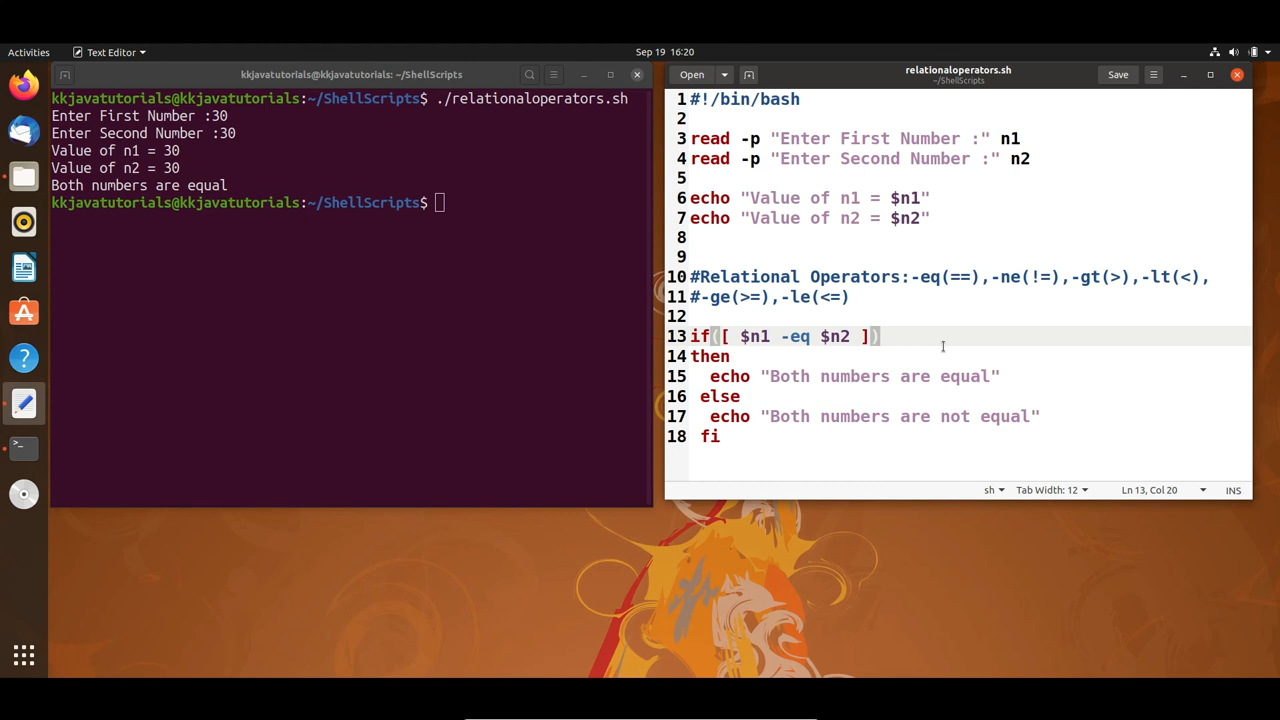 Activities
Text Editor
Sep 19 16:20
kkjavatutorials@kkjavatutorials: ~/ShellScripts
kkjavatutorials@kkjavatutorials:~/ShellScripts$ ./relationaloperators.sh
Enter First Number :30
Enter Second Number :30
Value of n1 = 30
Value of n2 = 30
Both numbers are equal
kkjavatutorials@kkjavatutorials:~/ShellScripts$
Open
relationaloperators.sh
~/ShellScripts
Save
1 #!/bin/bash
2
3 read -p "Enter First Number :" n1
4 read -p "Enter Second Number :" n2
5
6 echo "Value of n1 = $n1"
7 echo "Value of n2 = $n2"
8
9
10 #Relational Operators:-eq(==),-ne(!=),-gt(>),-lt(<),
11 #-ge(>=),-le(<=)
12
13 if([ $n1 -eq $n2 ])
14 then
15   echo "Both numbers are equal"
16  else
17   echo "Both numbers are not equal"
18  fi
sh
Tab Width: 12
Ln 13, Col 20
INS